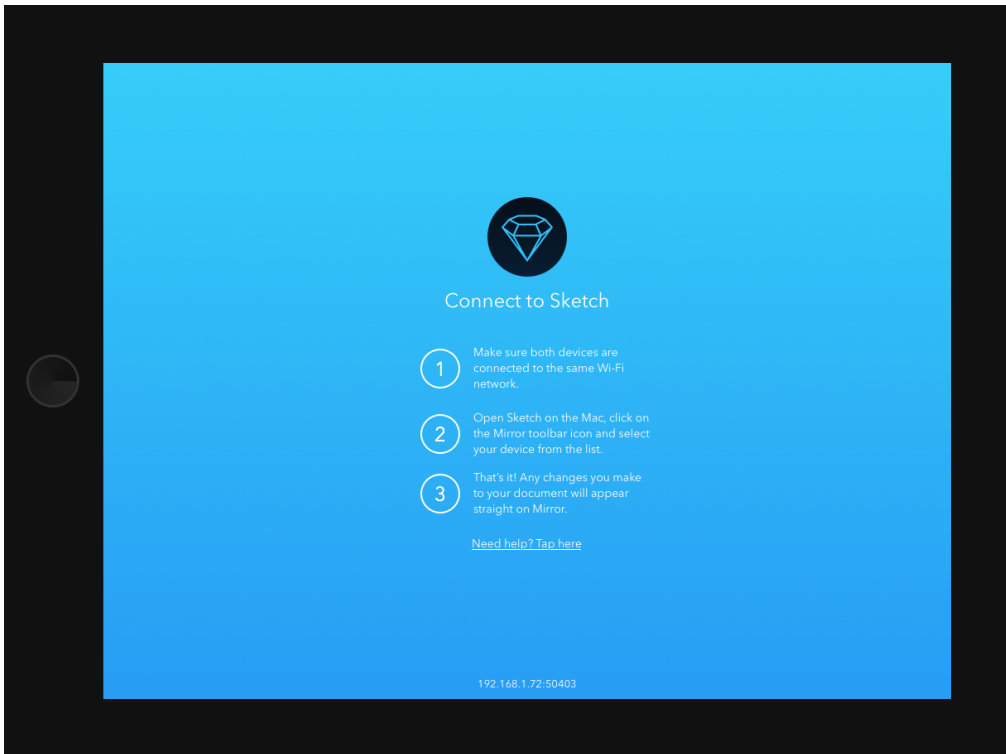 Connect to Sketch
1
Make sure both devices are
connected to the same Wi-Fi
network.
2
Open Sketch on the Mac, click on
the Mirror toolbar icon and select
your device from the list.
3
That's it! Any changes you make
to your document will appear
straight on Mirror.
Need help? Tap here
192.168.1.72:50403